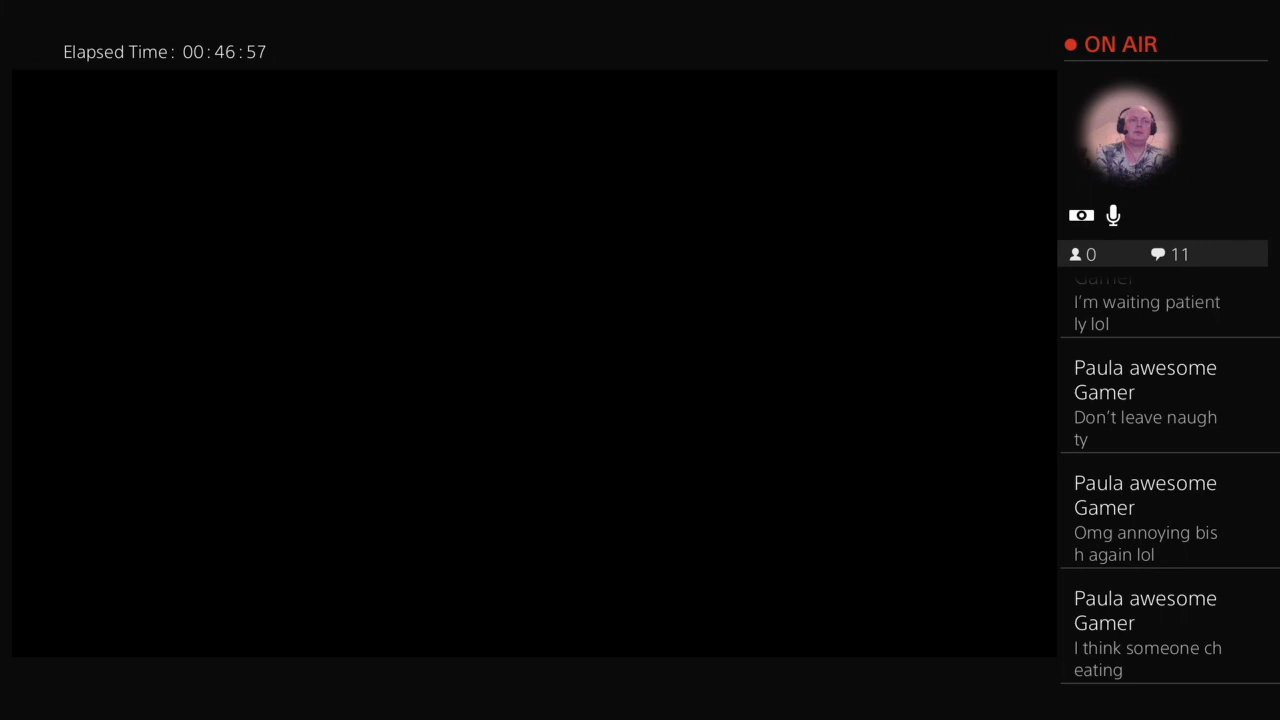 Elapsed Time: 00:46:57
ON AIR
0 11
Gamer
I'm waiting patient
ly lol
Paula awesome
Gamer
Don't leave naugh
ty
Paula awesome
Gamer
Omg annoying bis
h again lol
Paula awesome
Gamer
I think someone ch
eating